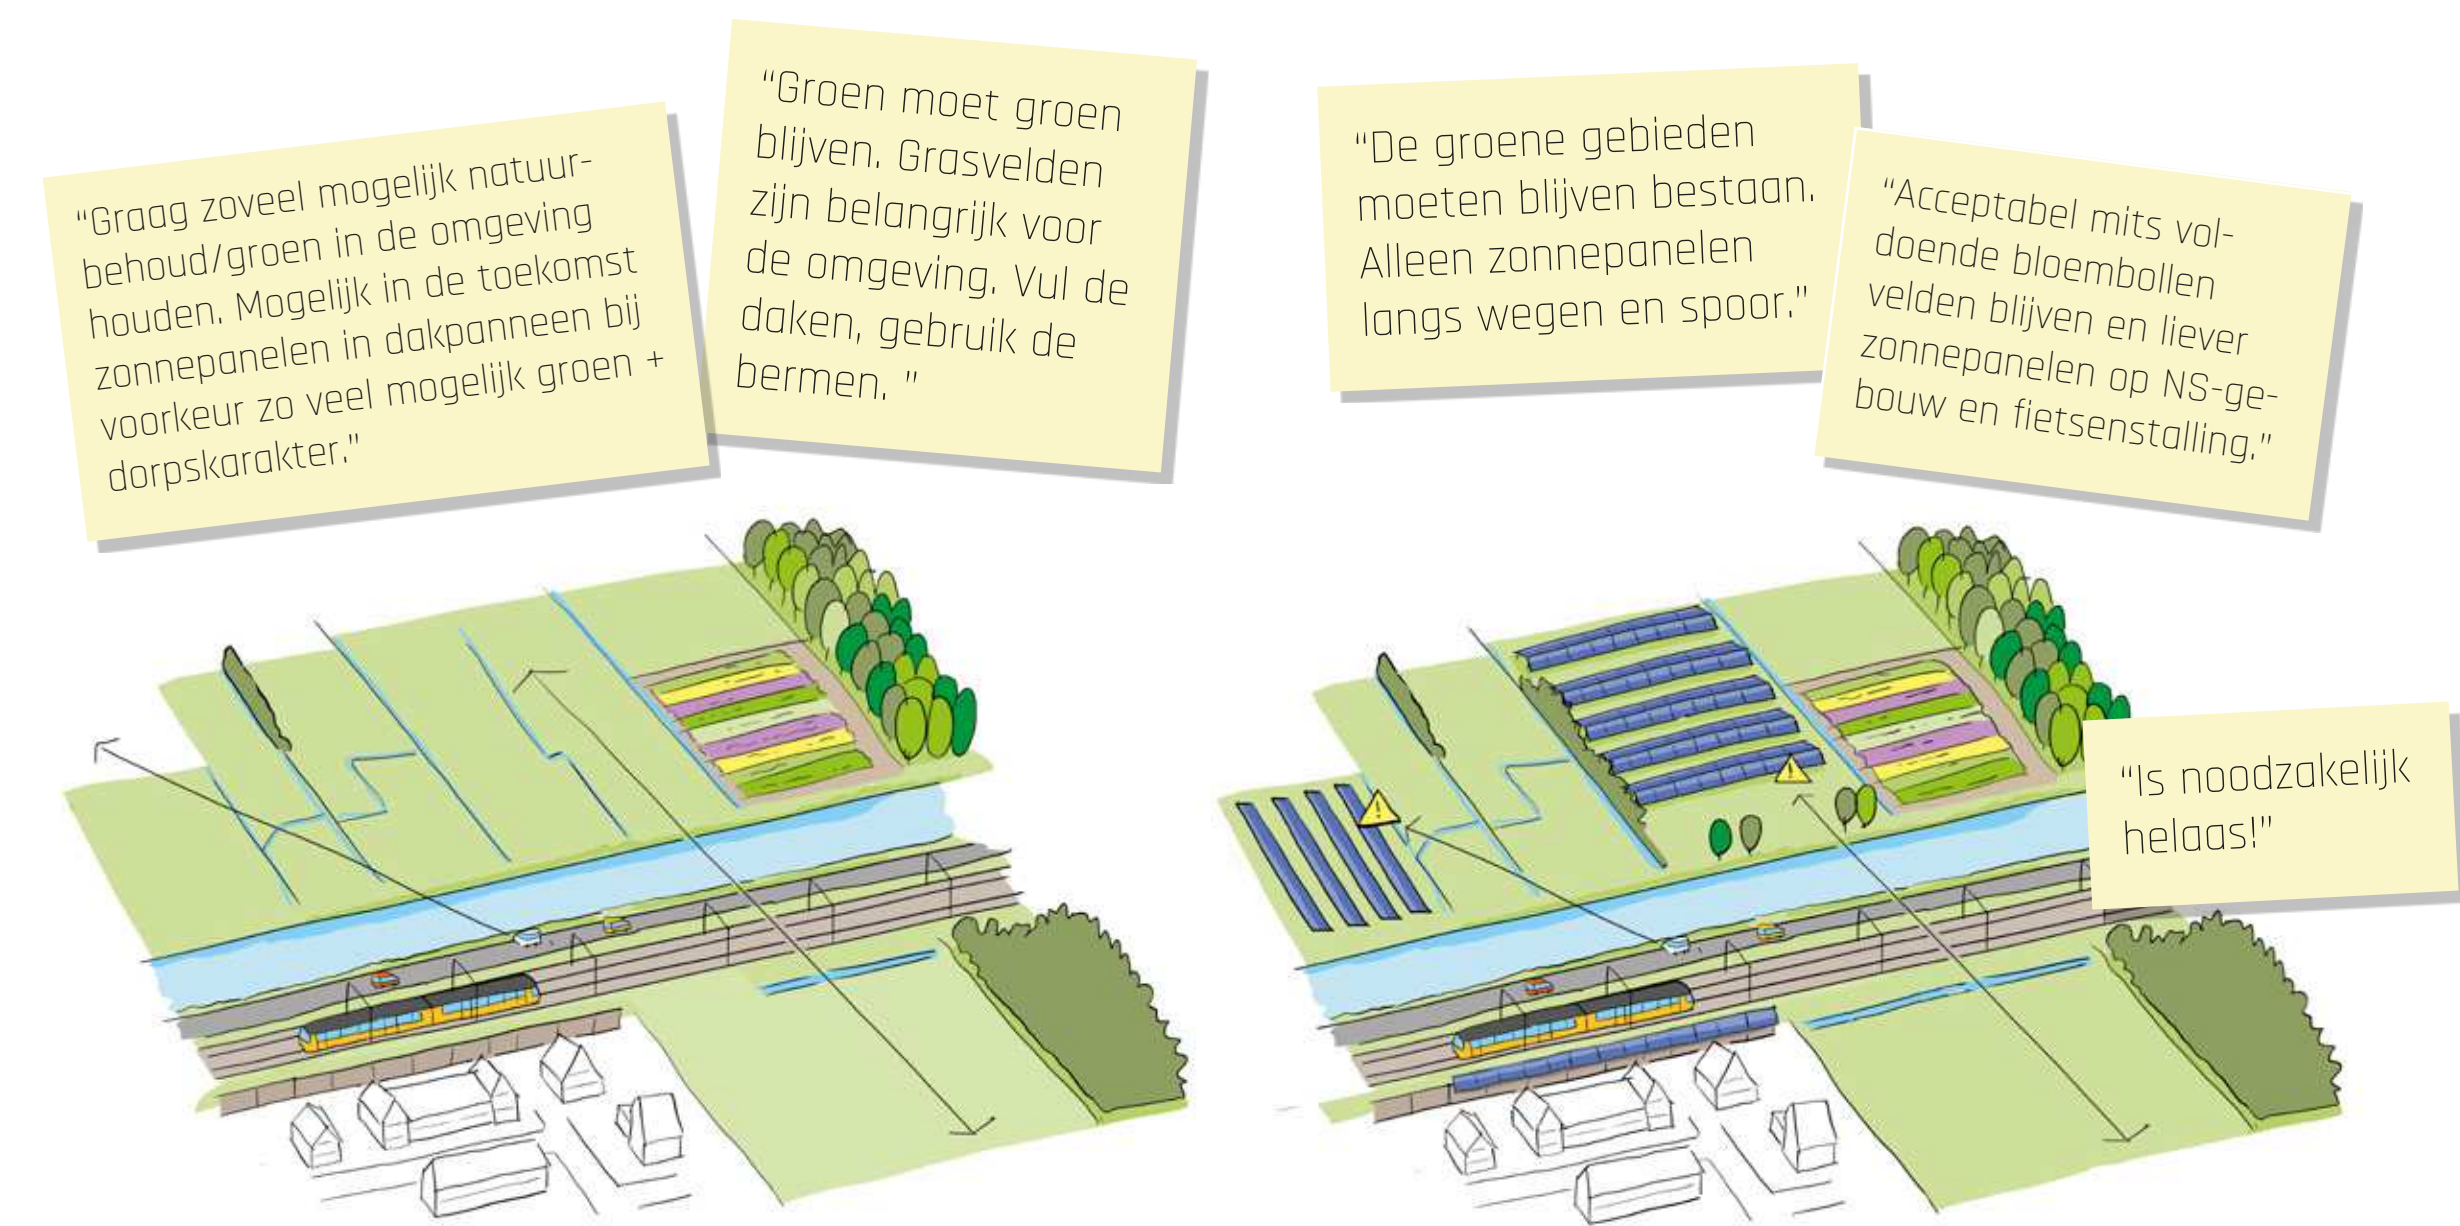 “Graag zoveel mogelijk natuur-
behoud/groen in de omgeving
houden. Mogelijk in de toekomst
zonnepanelen in dakpanneen bij
voorkeur zo veel mogelijk groen +
dorpskarakter.”
“Groen moet groen
blijven. Grasvelden
zijn belangrijk voor
de omgeving. Vul de
daken, gebruik de
bermen. ”
“De groene gebieden
moeten blijven bestaan.
Alleen zonnepanelen
langs wegen en spoor.”
“Acceptabel mits vol-
doende bloembollen
velden blijven en liever
zonnepanelen op NS-ge-
bouw en fietsenstalling.”
“Is noodzakelijk
helaas!”